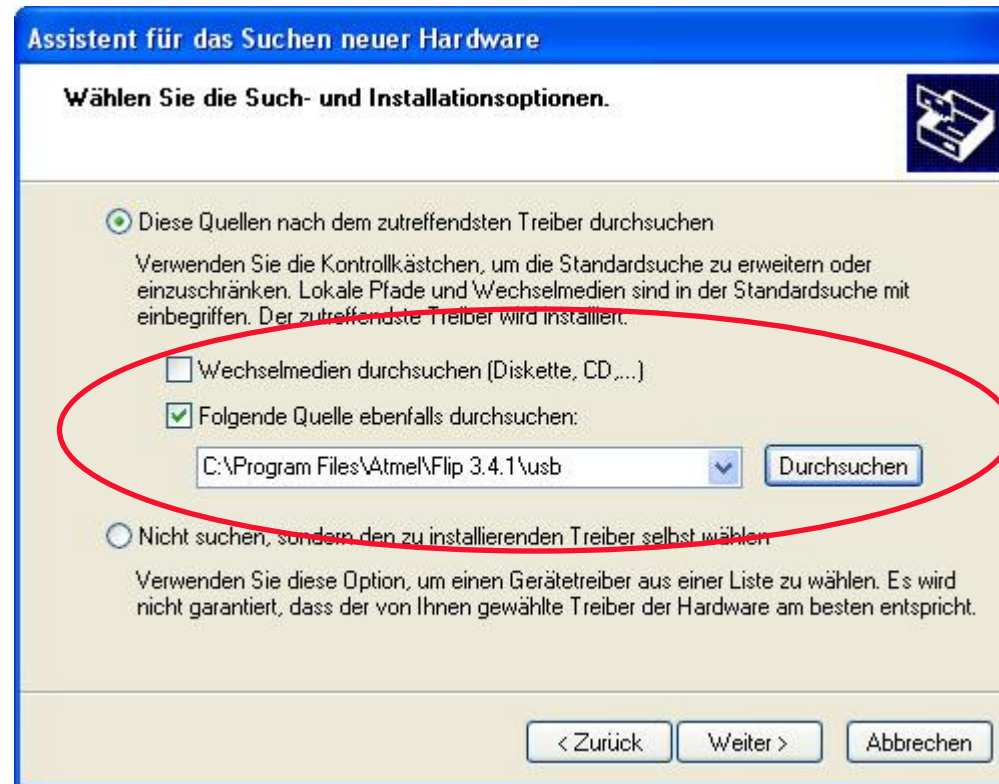 Assistent für das Suchen neuer Hardware
Wählen Sie die Such- und Installationsoptionen.
Diese Quellen nach dem zutreffendsten Treiber durchsuchen
Verwenden Sie die Kontrollkästchen, um die Standardsuche zu erweitern oder
einzuschränken. Lokale Pfade und Wechselmedien sind in der Standardsuche mit
einbegriffen. Der zutreffendste Treiber wird installiert.
Wechselmedien durchsuchen (Diskette, CD,...)
Folgende Quelle ebenfalls durchsuchen:
C:\Program Files\Atmel\Flip 3.4.1\usb Durchsuchen
Nicht suchen, sondern den zu installierenden Treiber selbst wählen
Verwenden Sie diese Option, um einen Gerätetreiber aus einer Liste zu wählen. Es wird
nicht garantiert, dass der von Ihnen gewählte Treiber der Hardware am besten entspricht.
< Zurück Weiter > Abbrechen